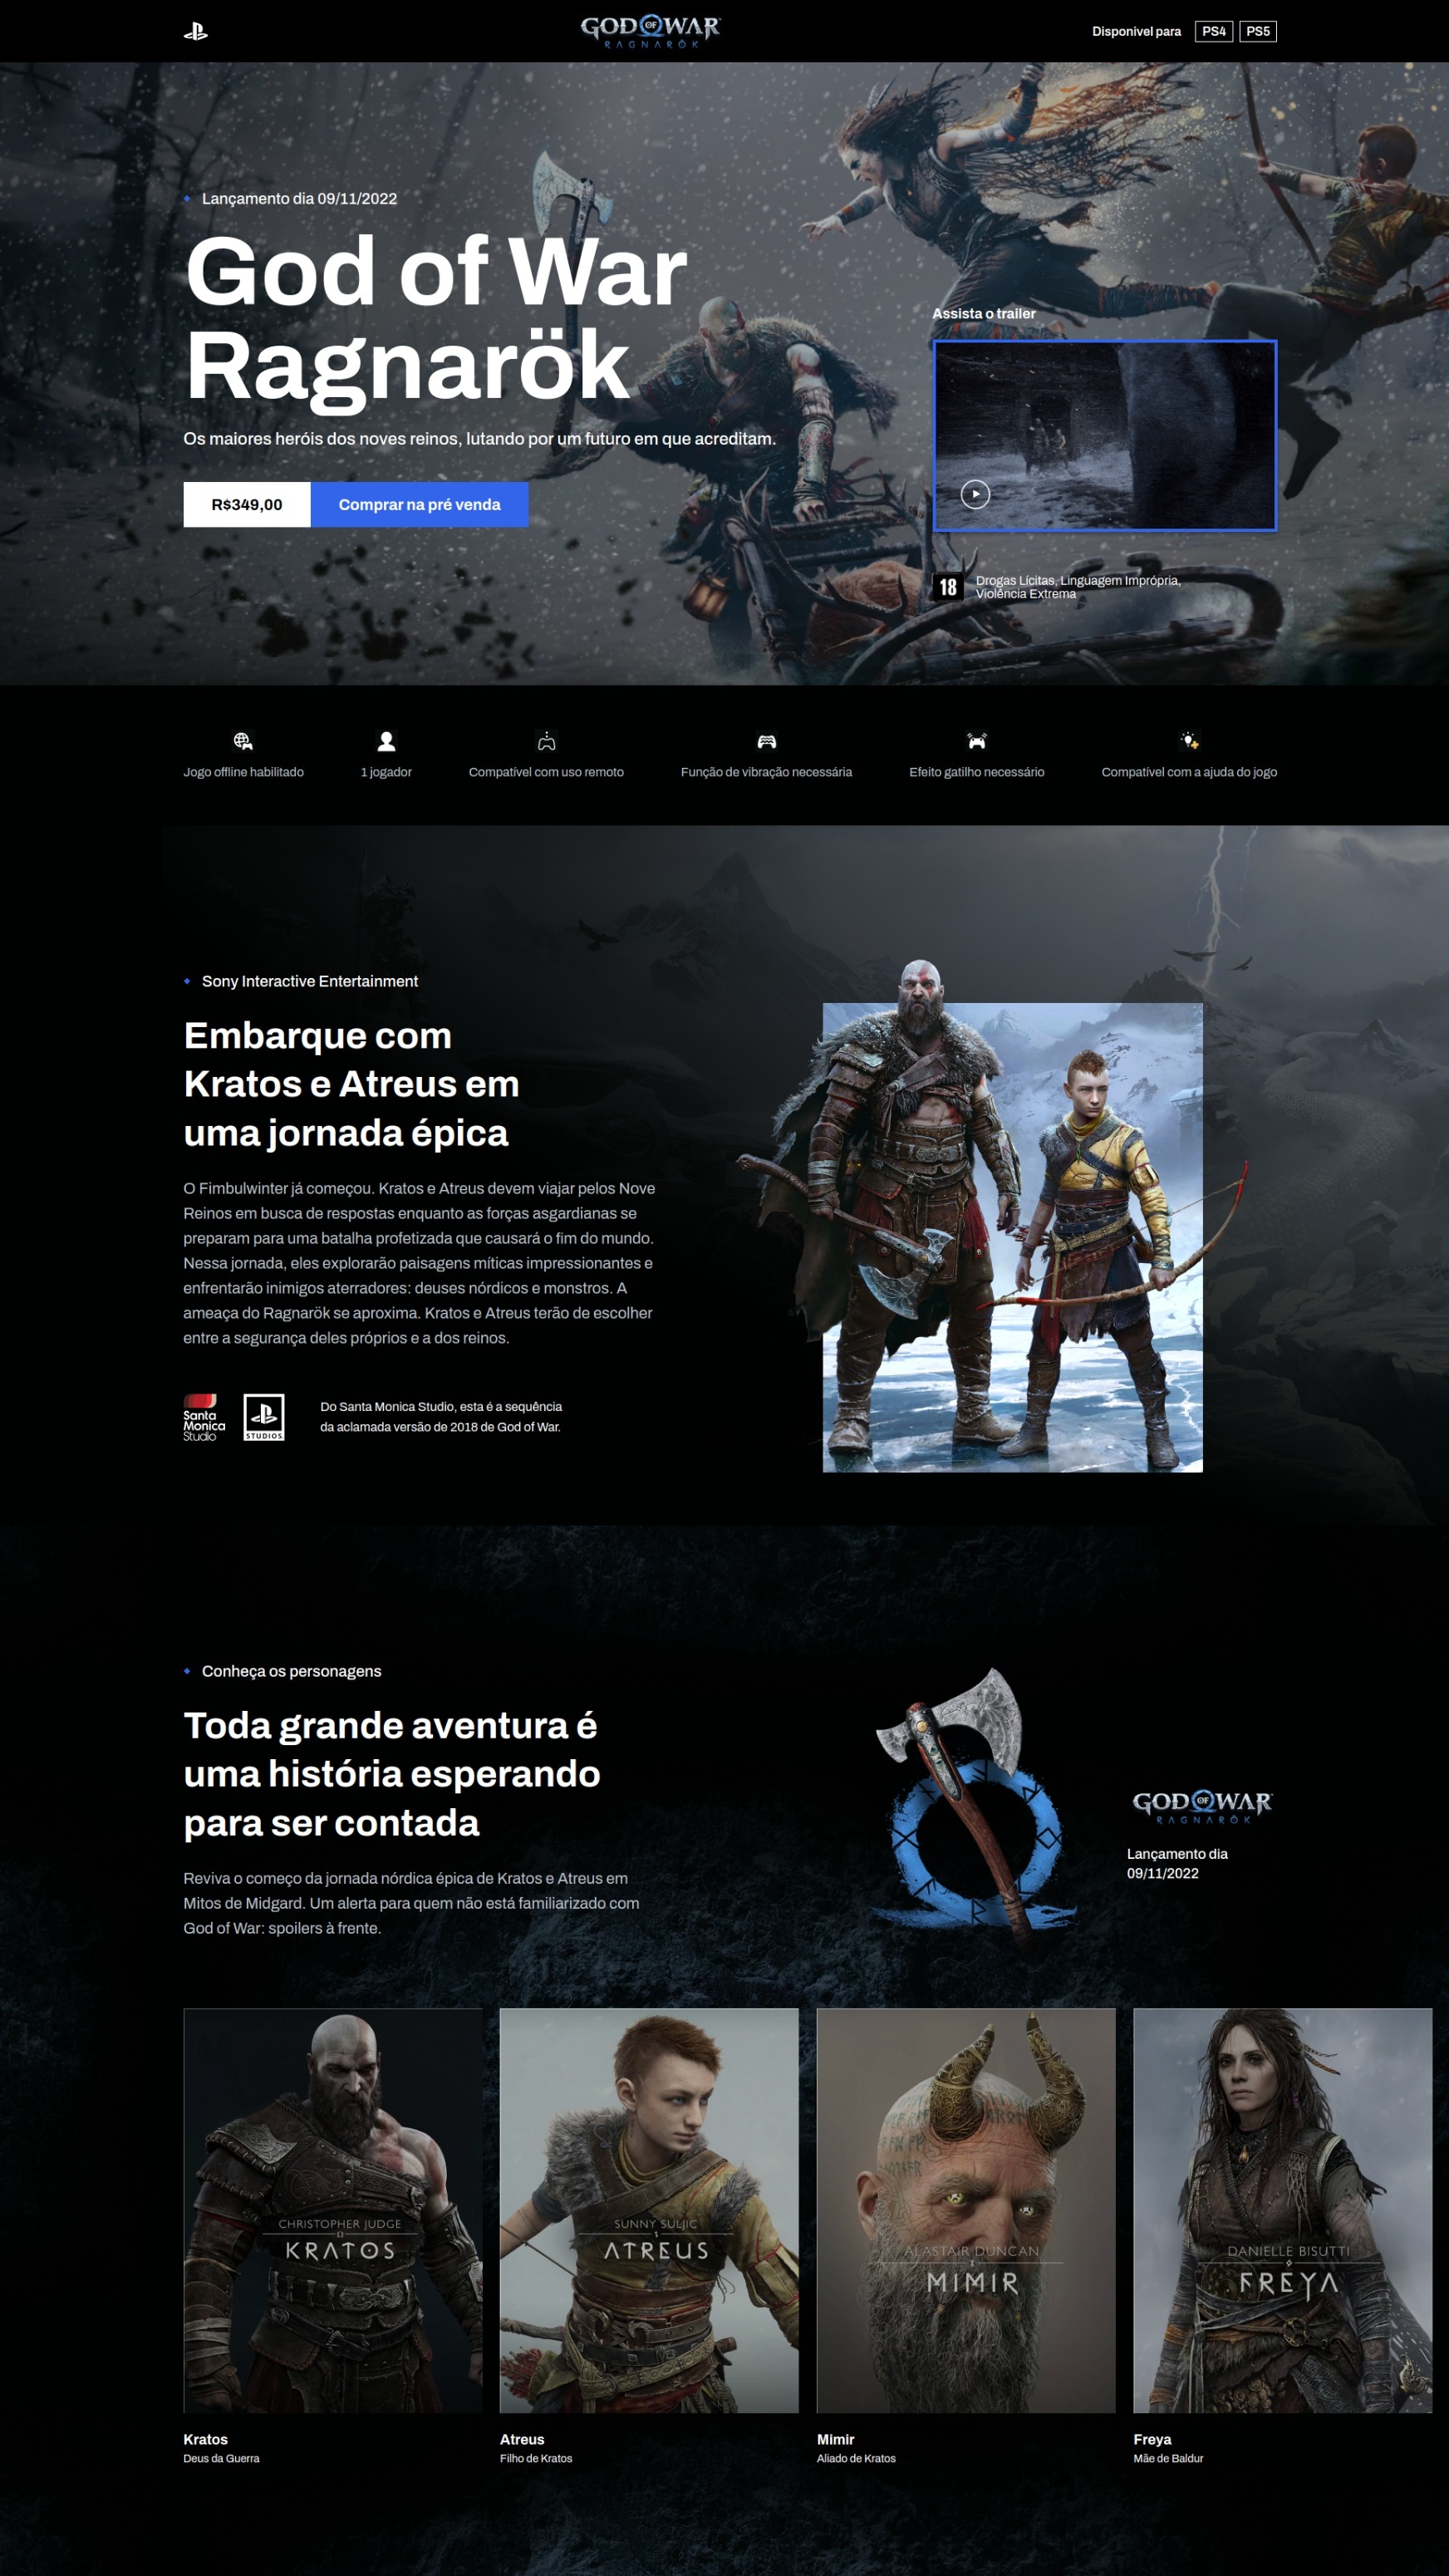 GOD OF WAR
RAGNARÖK
Disponivel para
PS4
PS5
Lançamento dia 09/11/2022
God of War
Ragnarök
Os maiores heróis dos noves reinos, lutando por um futuro em que acreditam.
R$349,00
Comprar na pré venda
Assista o trailer
18
Drogas Lícitas, Linguagem Imprópria,
Violência Extrema
Jogo offline habilitado
1 jogador
Compatível com uso remoto
Função de vibração necessária
Efeito gatilho necessário
Compatível com a ajuda do jogo
Sony Interactive Entertainment
Embarque com
Kratos e Atreus em
uma jornada épica
O Fimbulwinter já começou. Kratos e Atreus devem viajar pelos Nove
Reinos em busca de respostas enquanto as forças asgardianas se
preparam para uma batalha profetizada que causará o fim do mundo.
Nessa jornada, eles explorarão paisagens míticas impressionantes e
enfrentarão inimigos aterradores: deuses nórdicos e monstros. A
ameaça do Ragnarök se aproxima. Kratos e Atreus terão de escolher
entre a segurança deles próprios e a dos reinos.
Santa
Monica
Studio
STUDIOS
Do Santa Monica Studio, esta é a sequência
da aclamada versão de 2018 de God of War.
Conheça os personagens
Toda grande aventura é
uma história esperando
para ser contada
Reviva o começo da jornada nórdica épica de Kratos e Atreus em
Mitos de Midgard. Um alerta para quem não está familiarizado com
God of War: spoilers à frente.
GOD OF WAR
RAGNARÖK
Lançamento dia
09/11/2022
CHRISTOPHER JUDGE
KRATOS
SUNNY SULJIC
ATREUS
ALASTAIR DUNCAN
MIMIR
DANIELLE BISUTTI
FREYA
Kratos
Deus da Guerra
Atreus
Filho de Kratos
Mimir
Aliado de Kratos
Freya
Mãe de Baldur